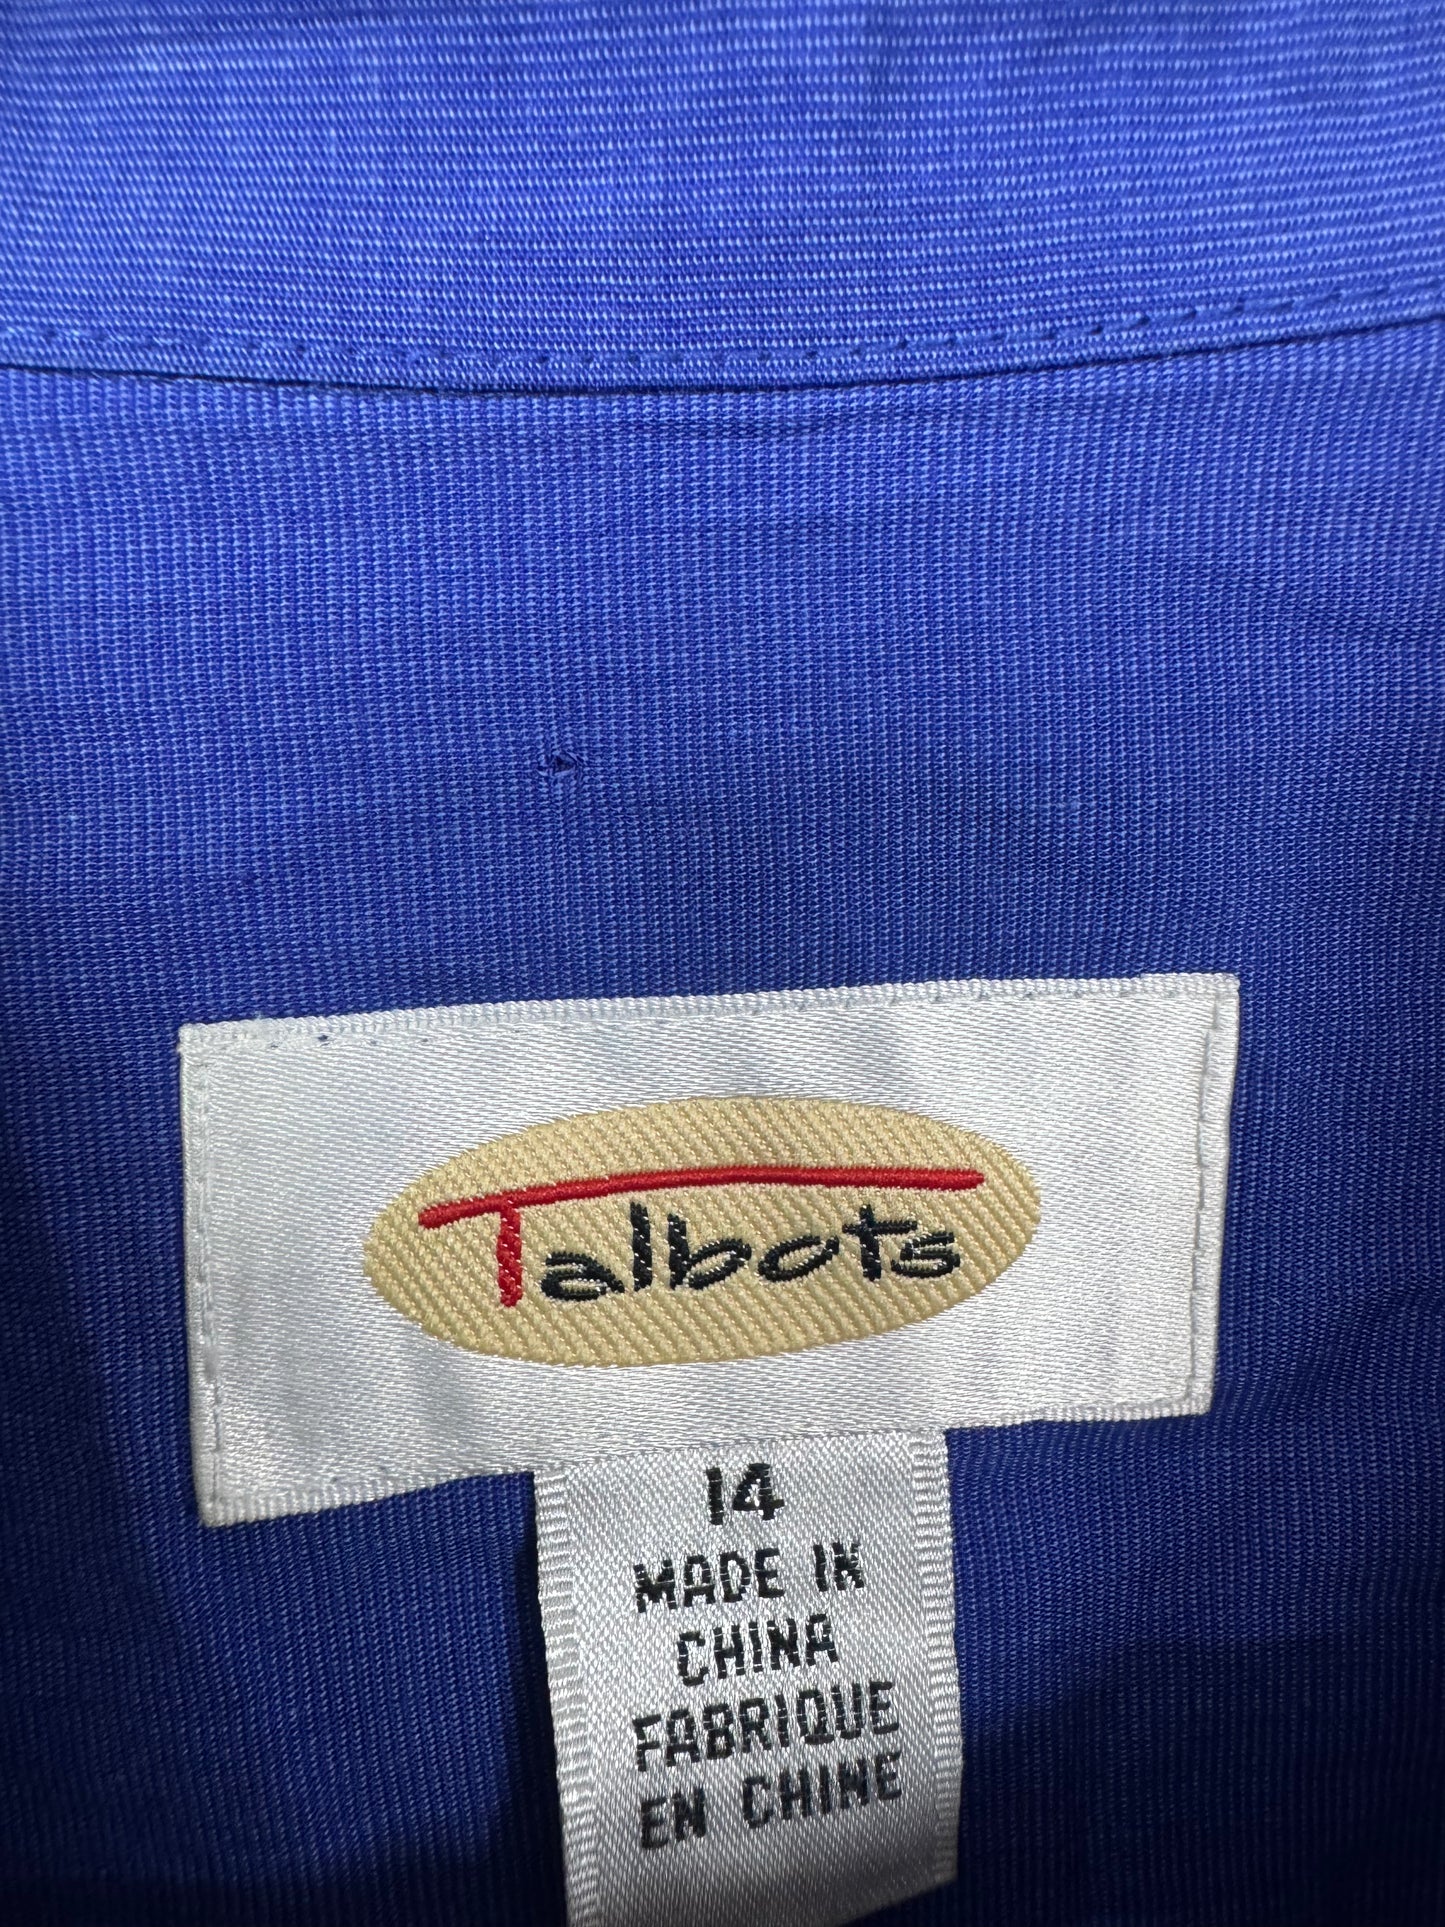 Talbots
14
MADE IN
CHINA
FABRIQUE
EN CHINE